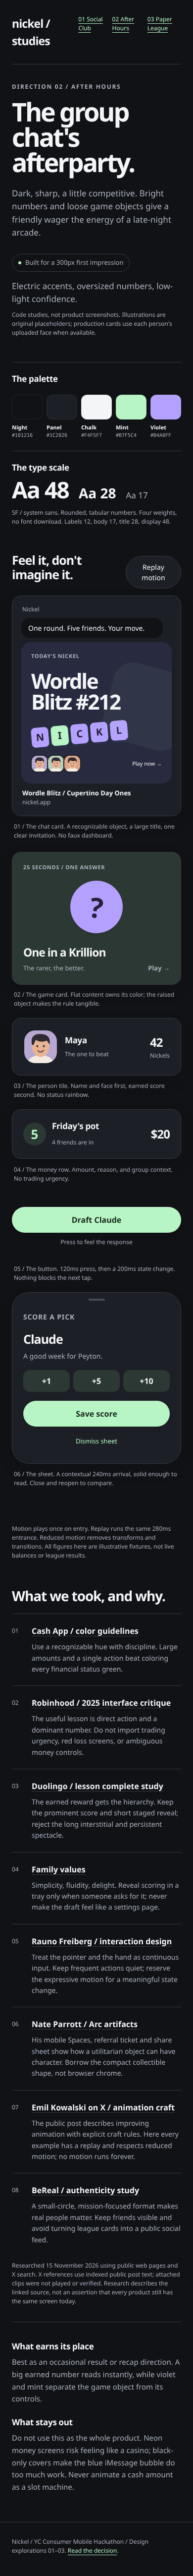 nickel /
studies
01 Social
Club
02 After
Hours
03 Paper
League
DIRECTION 02 / AFTER HOURS
The group
chat's
afterparty.
Dark, sharp, a little competitive. Bright
numbers and loose game objects give a
friendly wager the energy of a late-night
arcade.
Built for a 300px first impression
Electric accents, oversized numbers, low-
light confidence.
Code studies, not product screenshots. Illustrations are
original placeholders; production cards use each person's
uploaded face when available.
The palette
Night
#101216
Panel
#1C2026
Chalk
#F4F5F7
Mint
#B7F5C4
Violet
#B4A0FF
The type scale
Aa 48
Aa 28
Aa 17
SF / system sans. Rounded, tabular numbers. Four weights,
no font download. Labels 12, body 17, title 28, display 48.
Feel it, don't
imagine it.
Replay
motion
Nickel
One round. Five friends. Your move.
TODAY'S NICKEL
Wordle
Blitz #212
N I C K L
Play now →
Wordle Blitz / Cupertino Day Ones
nickel.app
01 / The chat card. A recognizable object, a large title, one
clear invitation. No faux dashboard.
25 SECONDS / ONE ANSWER
?
One in a Krillion
The rarer, the better.
Play →
02 / The game card. Flat content owns its color; the raised
object makes the rule tangible.
Maya
The one to beat
42
Nickels
03 / The person tile. Name and face first, earned score
second. No status rainbow.
5
Friday's pot
4 friends are in
$20
04 / The money row. Amount, reason, and group context.
No trading urgency.
Draft Claude
Press to feel the response
05 / The button. 120ms press, then a 200ms state change.
Nothing blocks the next tap.
SCORE A PICK
Claude
A good week for Peyton.
+1
+5
+10
Save score
Dismiss sheet
06 / The sheet. A contextual 240ms arrival, solid enough to
read. Close and reopen to compare.
Motion plays once on entry. Replay runs the same 280ms
entrance. Reduced motion removes transforms and
transitions. All figures here are illustrative fixtures, not live
balances or league results.
What we took, and why.
01
Cash App / color guidelines
Use a recognizable hue with discipline. Large
amounts and a single action beat coloring
every financial status green.
02
Robinhood / 2025 interface critique
The useful lesson is direct action and a
dominant number. Do not import trading
urgency, red loss screens, or ambiguous
money controls.
03
Duolingo / lesson complete study
The earned reward gets the hierarchy. Keep
the prominent score and short staged reveal;
reject the long interstitial and persistent
spectacle.
04
Family values
Simplicity, fluidity, delight. Reveal scoring in a
tray only when someone asks for it; never
make the draft feel like a settings page.
05
Rauno Freiberg / interaction design
Treat the pointer and the hand as continuous
input. Keep frequent actions quiet; reserve
the expressive motion for a meaningful state
change.
06
Nate Parrott / Arc artifacts
His mobile Spaces, referral ticket and share
sheet show how a utilitarian object can have
character. Borrow the compact collectible
shape, not browser chrome.
07
Emil Kowalski on X / animation craft
The public post describes improving
animation with explicit craft rules. Here every
example has a replay and respects reduced
motion; no motion runs forever.
08
BeReal / authenticity study
A small-circle, mission-focused format makes
real people matter. Keep friends visible and
avoid turning league cards into a public social
feed.
Researched 15 November 2026 using public web pages and
X search. X references use indexed public post text; attached
clips were not played or verified. Research describes the
linked source, not an assertion that every product still has
the same screen today.
What earns its place
Best as an occasional result or recap direction. A
big earned number reads instantly, while violet
and mint separate the game object from its
controls.
What stays out
Do not use this as the whole product. Neon
money screens risk feeling like a casino; black-
only covers make the blue iMessage bubble do
too much work. Never animate a cash amount
as a slot machine.
Nickel / YC Consumer Mobile Hackathon / Design
explorations 01–03. Read the decision.